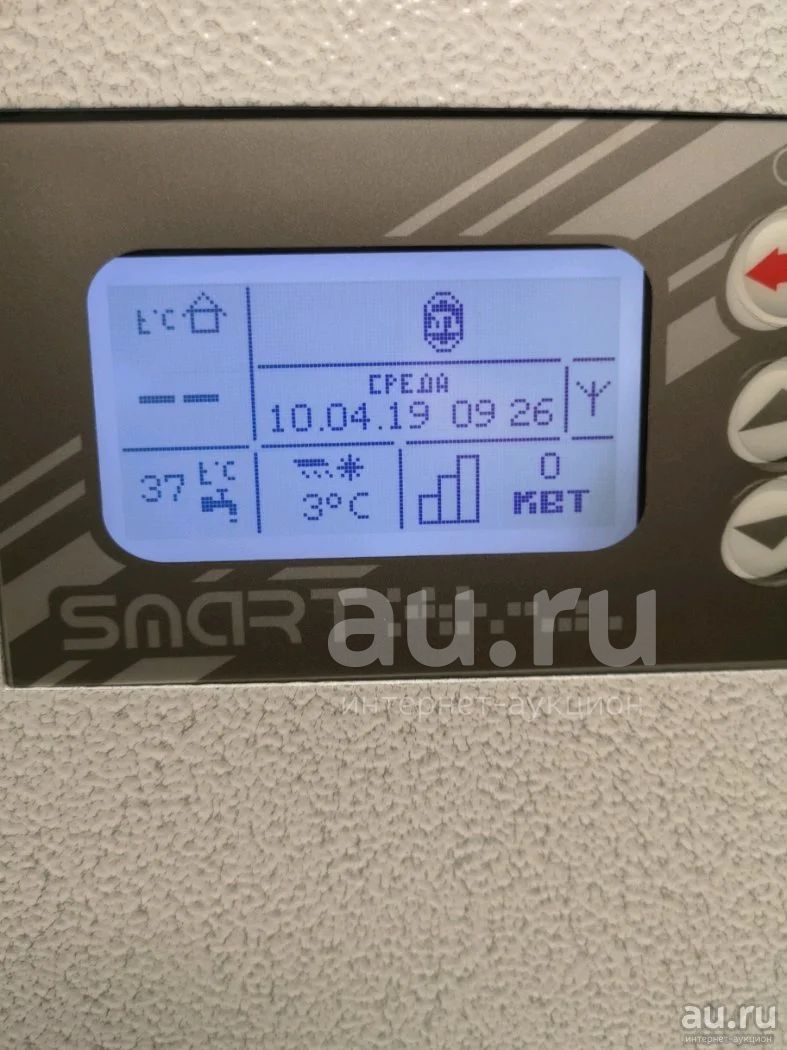 t°C
СРЕДА
10.04.19 09 26
-- --
37 t°C
3°C
0
КВТ
SMART
au.ru
интернет-аукцион
au.ru
интернет-аукцион